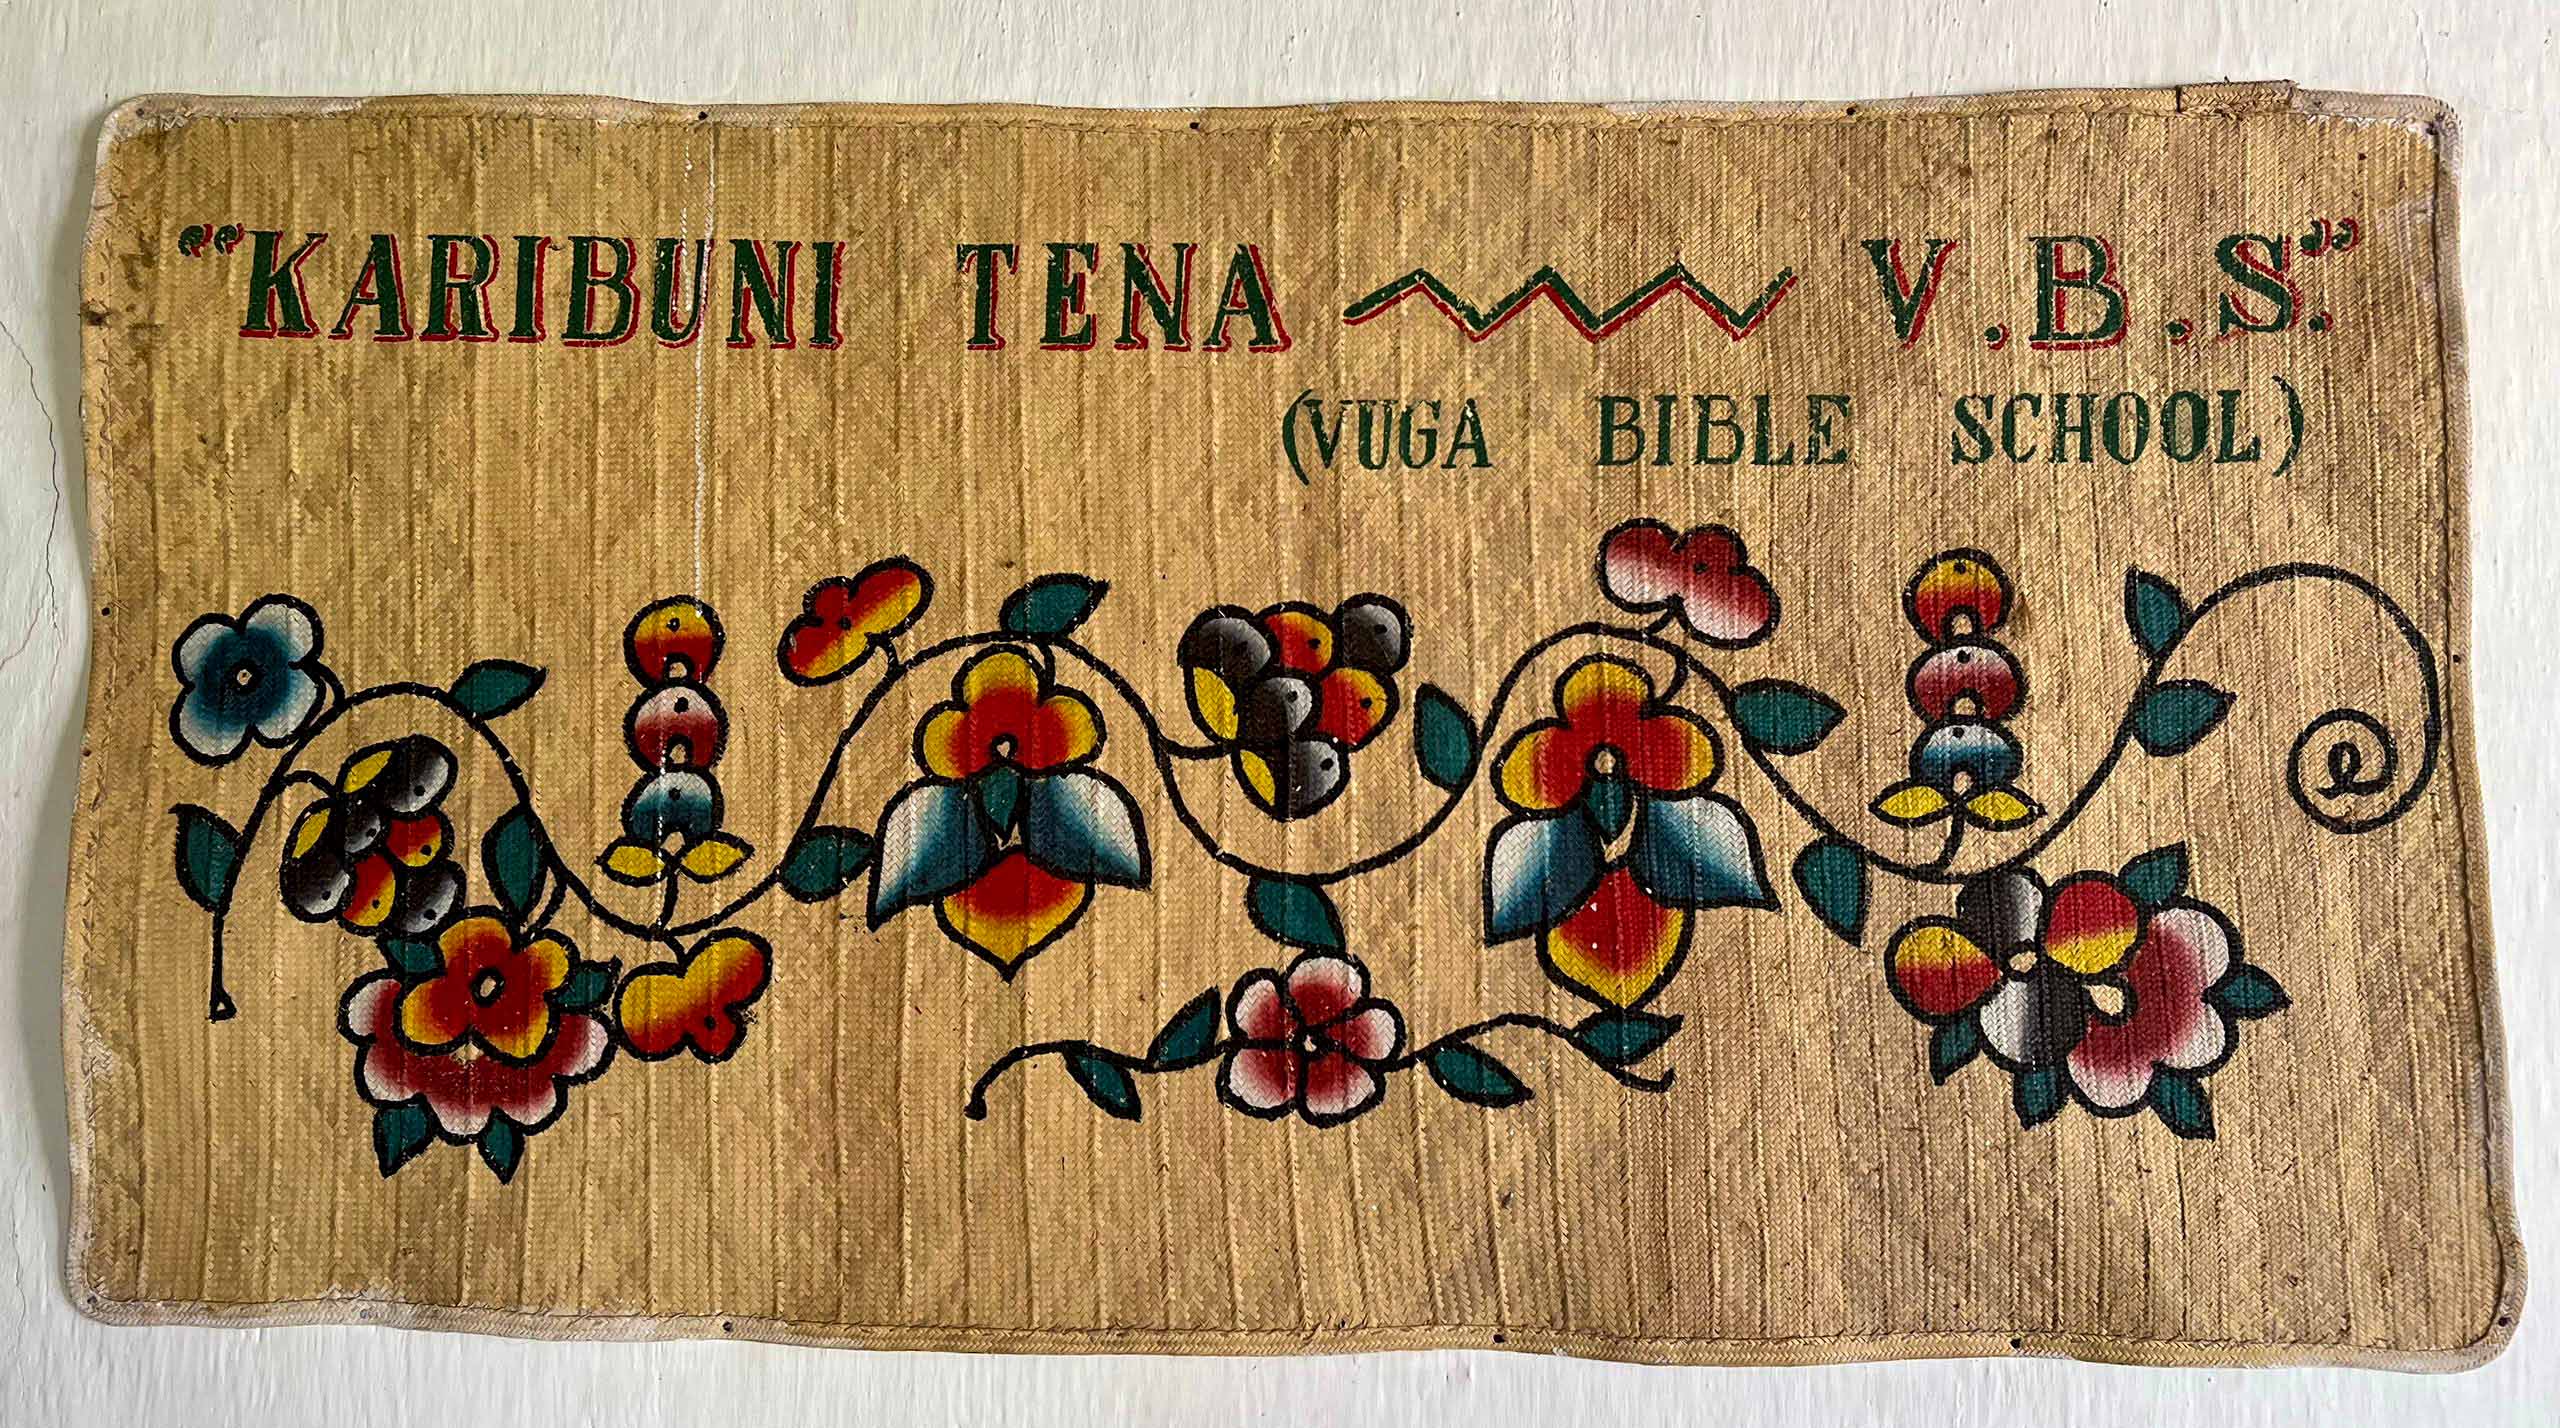 “KARIBUNI TENA V.B.S.”
(VUGA BIBLE SCHOOL)